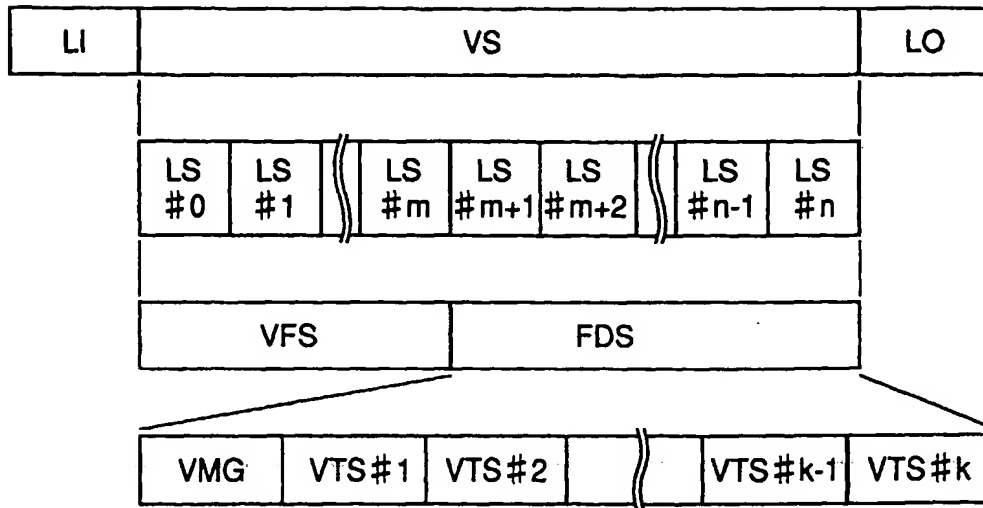 LI VS LO
LS LS LS LS LS LS LS
#0 #1 #m #m+1 #m+2 #n-1 #n
VFS FDS
VMG VTS#1 VTS#2 VTS#k-1 VTS#k